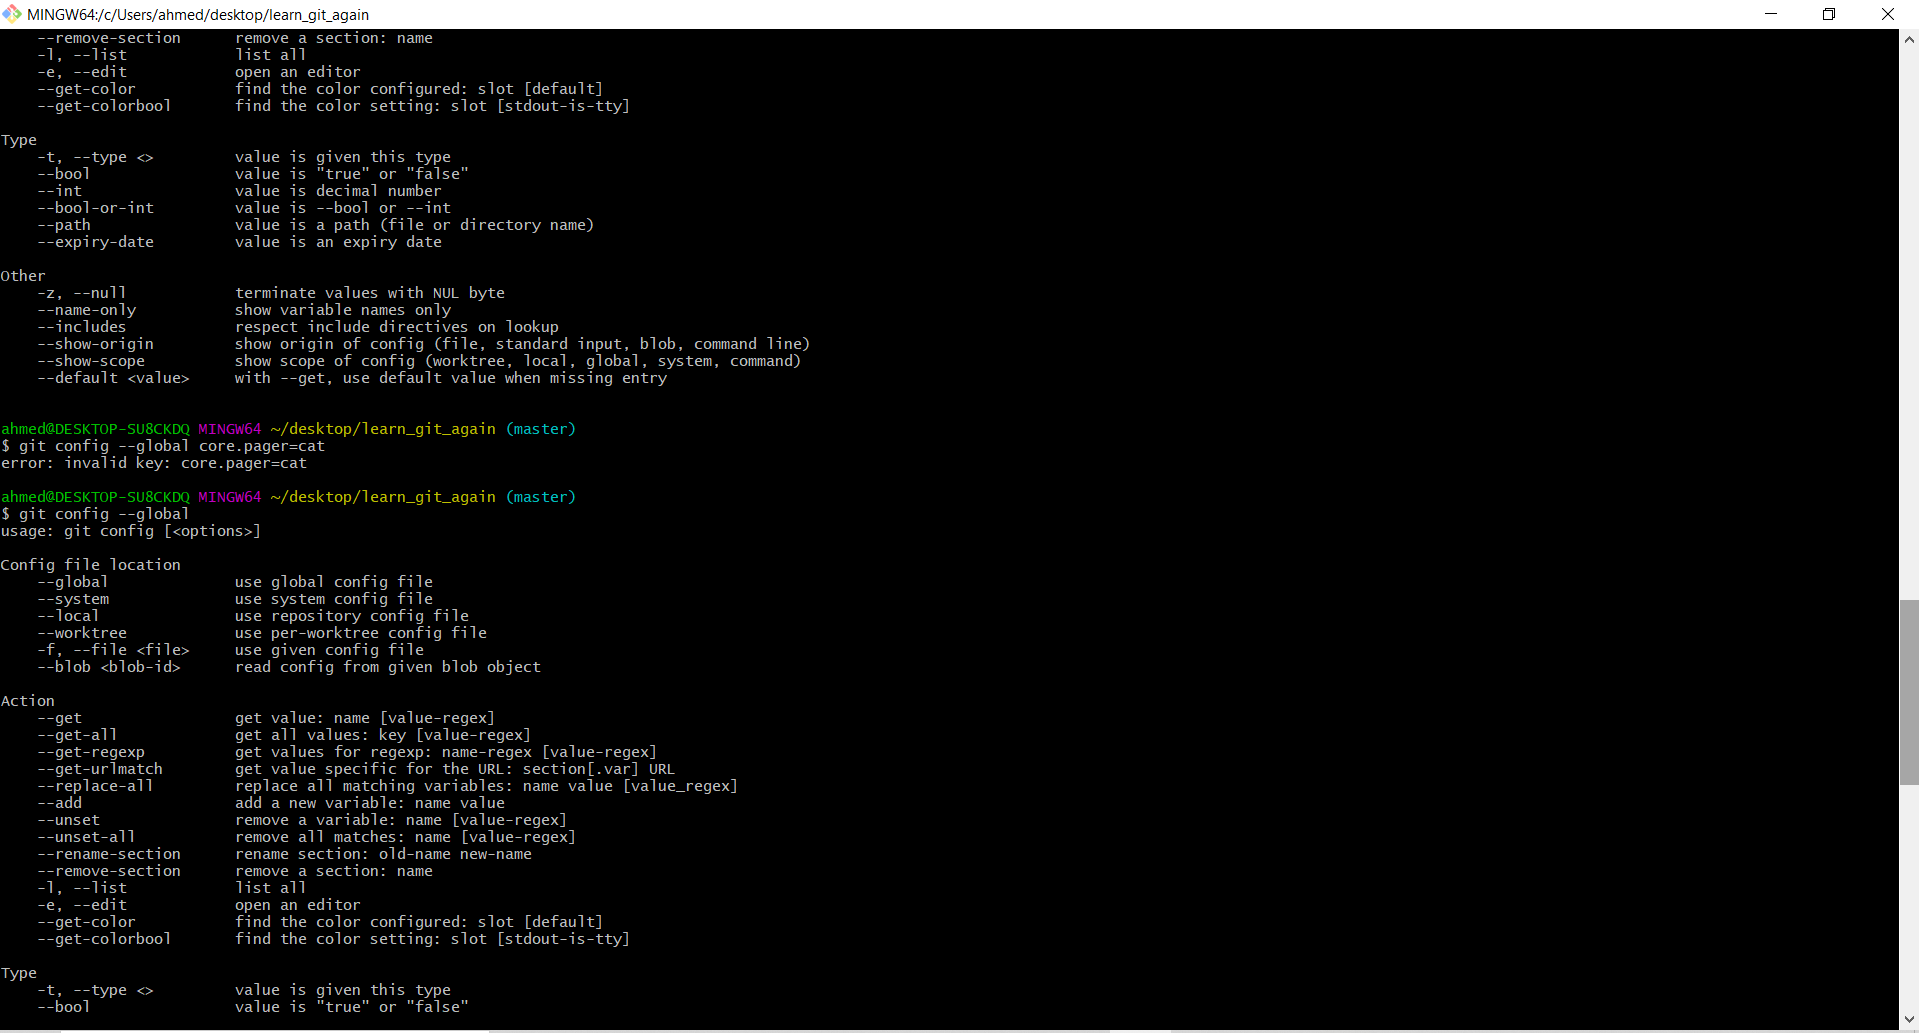 MINGW64:/c/Users/ahmed/desktop/learn_git_again
    --remove-section      remove a section: name
    -l, --list            list all
    -e, --edit            open an editor
    --get-color           find the color configured: slot [default]
    --get-colorbool       find the color setting: slot [stdout-is-tty]

Type
    -t, --type <>         value is given this type
    --bool                value is "true" or "false"
    --int                 value is decimal number
    --bool-or-int         value is --bool or --int
    --path                value is a path (file or directory name)
    --expiry-date         value is an expiry date

Other
    -z, --null            terminate values with NUL byte
    --name-only           show variable names only
    --includes            respect include directives on lookup
    --show-origin         show origin of config (file, standard input, blob, command line)
    --show-scope          show scope of config (worktree, local, global, system, command)
    --default <value>     with --get, use default value when missing entry

ahmed@DESKTOP-SU8CKDQ MINGW64 ~/desktop/learn_git_again (master)
$ git config --global core.pager=cat
error: invalid key: core.pager=cat

ahmed@DESKTOP-SU8CKDQ MINGW64 ~/desktop/learn_git_again (master)
$ git config --global
usage: git config [<options>]

Config file location
    --global              use global config file
    --system              use system config file
    --local               use repository config file
    --worktree            use per-worktree config file
    -f, --file <file>     use given config file
    --blob <blob-id>      read config from given blob object

Action
    --get                 get value: name [value-regex]
    --get-all             get all values: key [value-regex]
    --get-regexp          get values for regexp: name-regex [value-regex]
    --get-urlmatch        get value specific for the URL: section[.var] URL
    --replace-all         replace all matching variables: name value [value_regex]
    --add                 add a new variable: name value
    --unset               remove a variable: name [value-regex]
    --unset-all           remove all matches: name [value-regex]
    --rename-section      rename section: old-name new-name
    --remove-section      remove a section: name
    -l, --list            list all
    -e, --edit            open an editor
    --get-color           find the color configured: slot [default]
    --get-colorbool       find the color setting: slot [stdout-is-tty]

Type
    -t, --type <>         value is given this type
    --bool                value is "true" or "false"